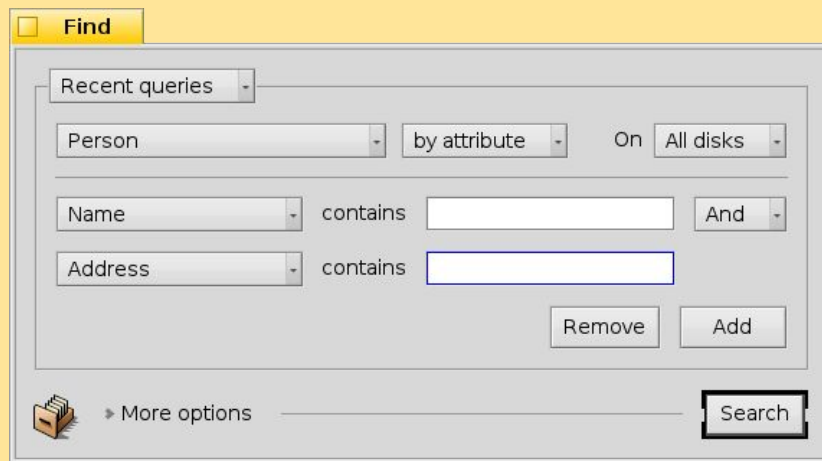 Find
Recent queries
Person by attribute On All disks
Name contains And
Address contains
Remove Add
More options Search